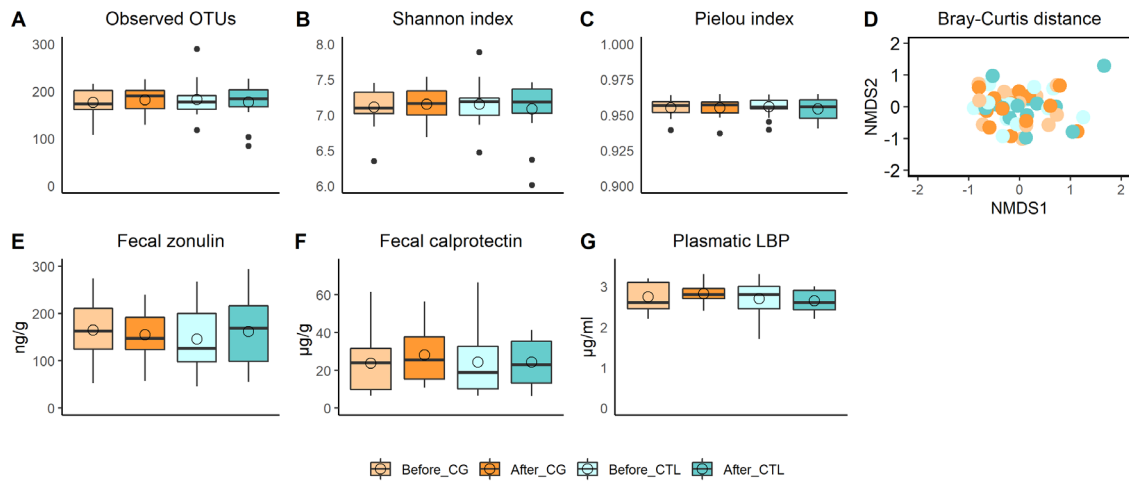 A Observed OTUs
300
200
100
0
B Shannon index
8.0
7.5
7.0
6.5
6.0
C Pielou index
1.000
0.975
0.950
0.925
0.900
D Bray-Curtis distance
NMDS2
2
1
0
-1
-2
-2 -1 0 1 2
NMDS1
E Fecal zonulin
ng/g
300
200
100
0
F Fecal calprotectin
µg/g
60
40
20
0
G Plasmatic LBP
µg/ml
3
2
1
0
Before_CG After_CG Before_CTL After_CTL